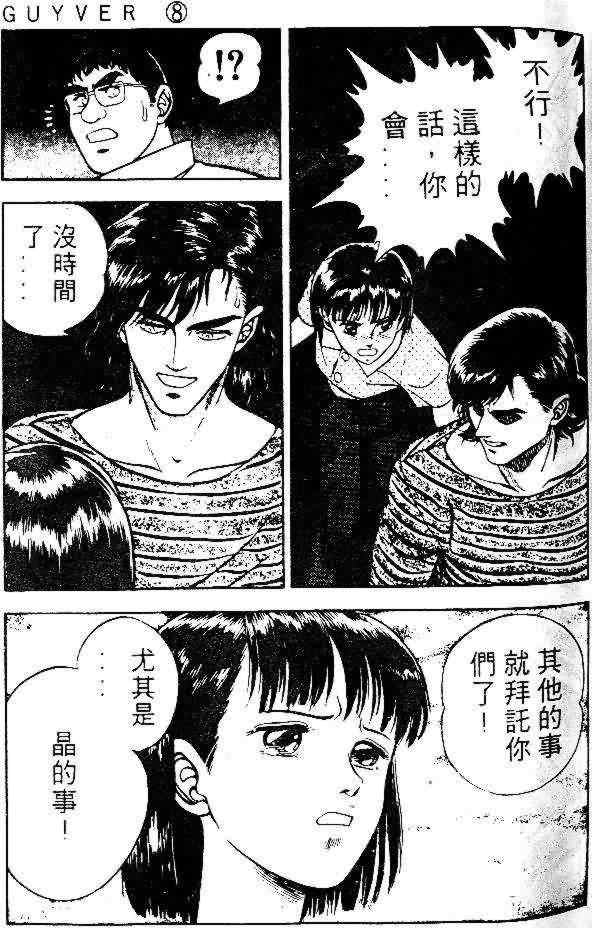 GUYVER ⑧
不行！
這樣的
話，你
會‥‥
!?
沒時間
了‥‥
其他的事
就拜託你
們了！
尤其是
‥‥
晶的事！